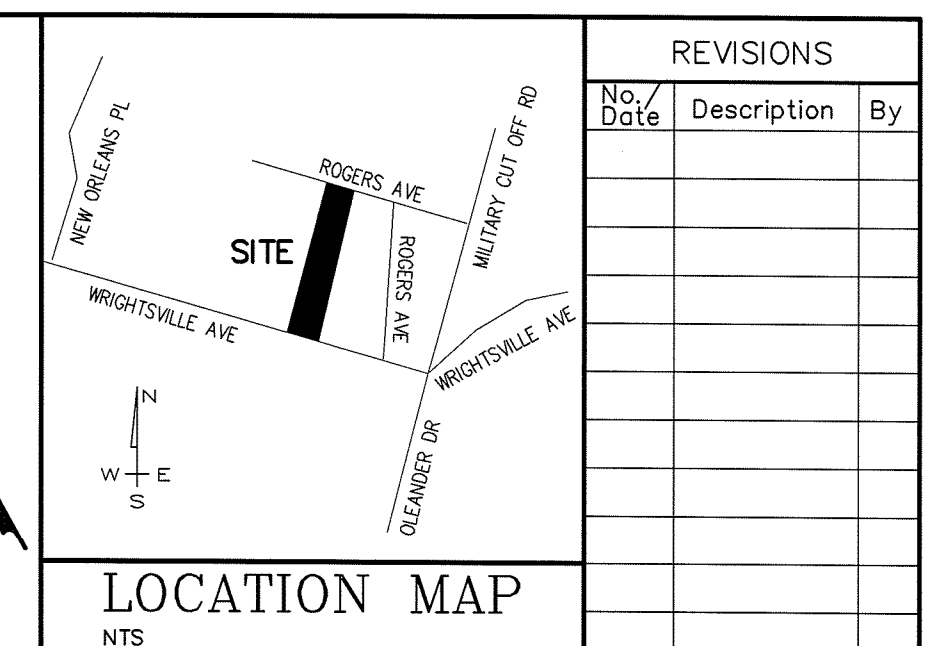 NEW ORLEANS PL
ROGERS AVE
MILITARY CUT OFF RD
SITE
ROGERS AVE
WRIGHTSVILLE AVE
WRIGHTSVILLE AVE
OLEANDER DR
N
W E
S
LOCATION MAP
NTS
REVISIONS
No./
Date
Description
By